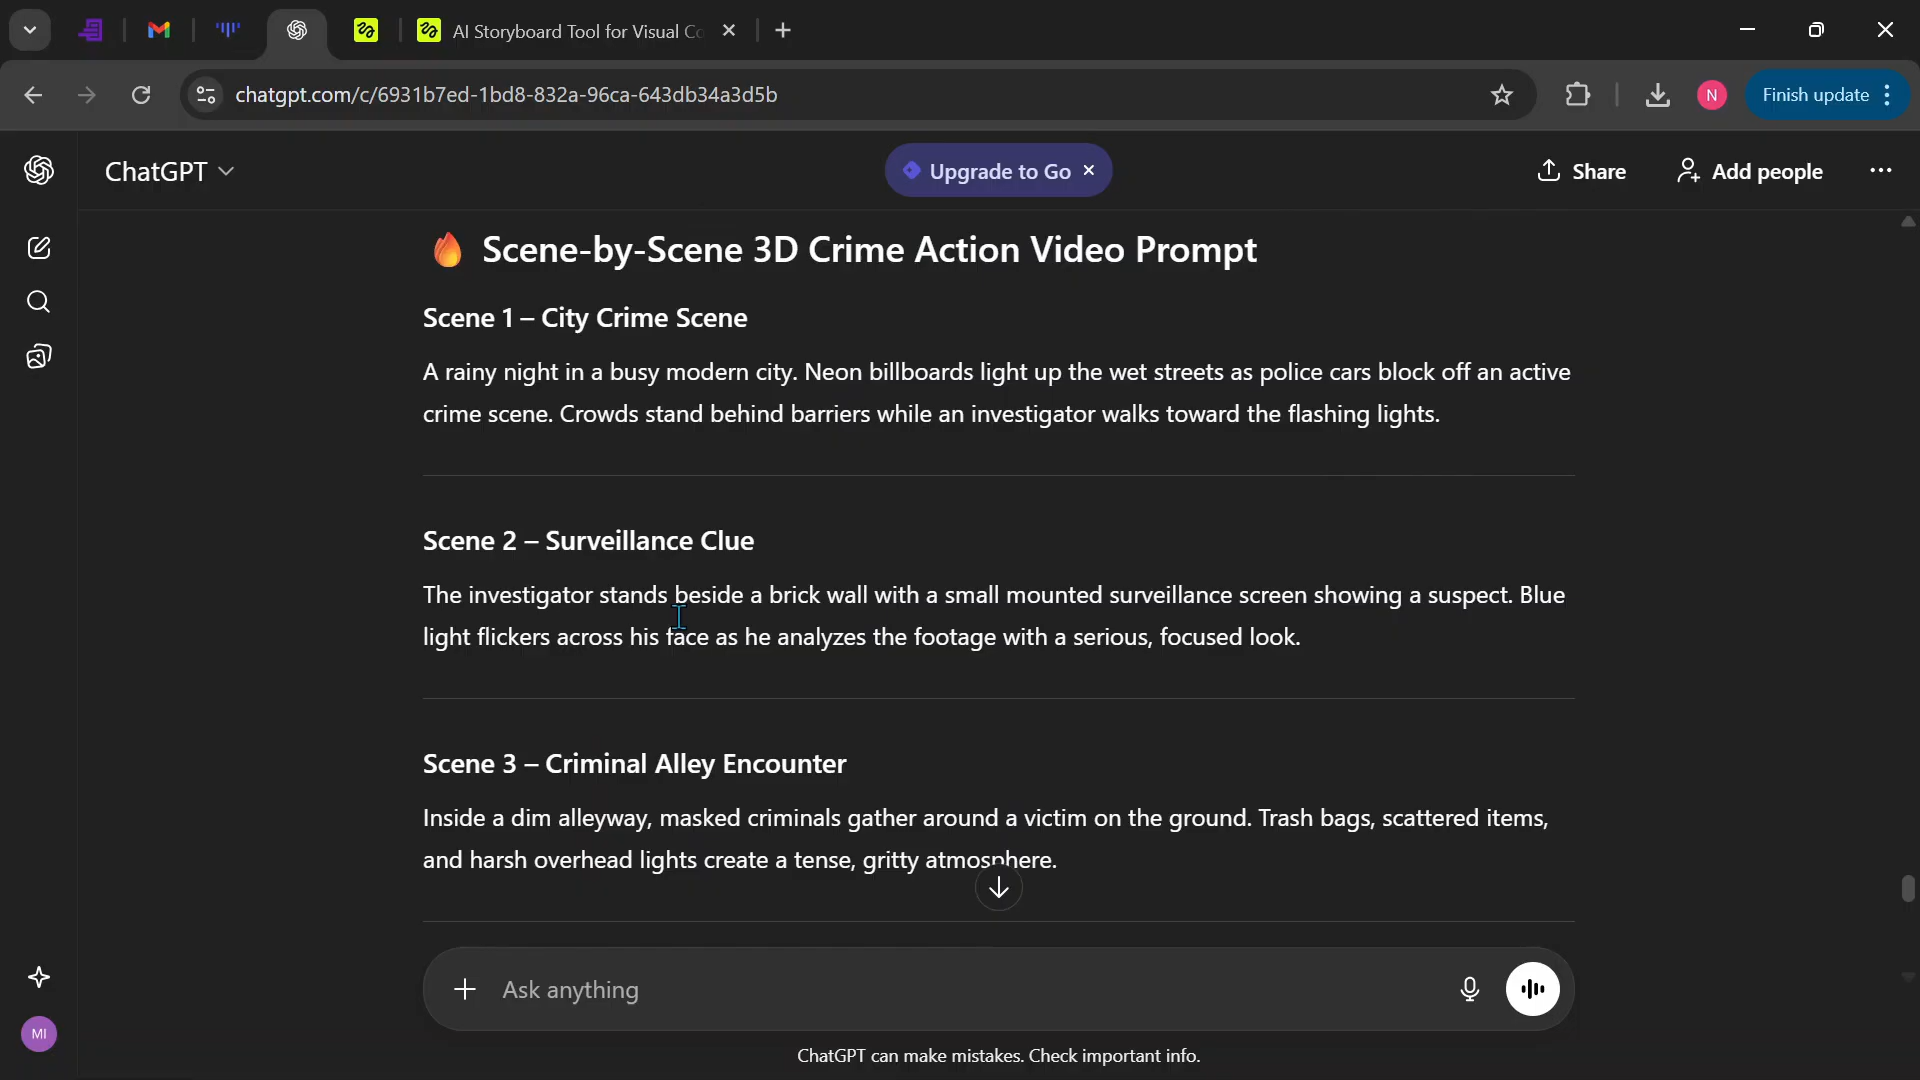 AI Storyboard Tool for Visual Co
chatgpt.com/c/6931b7ed-1bd8-832a-96ca-643db34a3d5b
N
Finish update
ChatGPT
Upgrade to Go
Share
Add people
🔥 Scene-by-Scene 3D Crime Action Video Prompt
Scene 1 – City Crime Scene
A rainy night in a busy modern city. Neon billboards light up the wet streets as police cars block off an active
crime scene. Crowds stand behind barriers while an investigator walks toward the flashing lights.
Scene 2 – Surveillance Clue
The investigator stands beside a brick wall with a small mounted surveillance screen showing a suspect. Blue
light flickers across his face as he analyzes the footage with a serious, focused look.
Scene 3 – Criminal Alley Encounter
Inside a dim alleyway, masked criminals gather around a victim on the ground. Trash bags, scattered items,
and harsh overhead lights create a tense, gritty atmosphere.
Ask anything
MI
ChatGPT can make mistakes. Check important info.